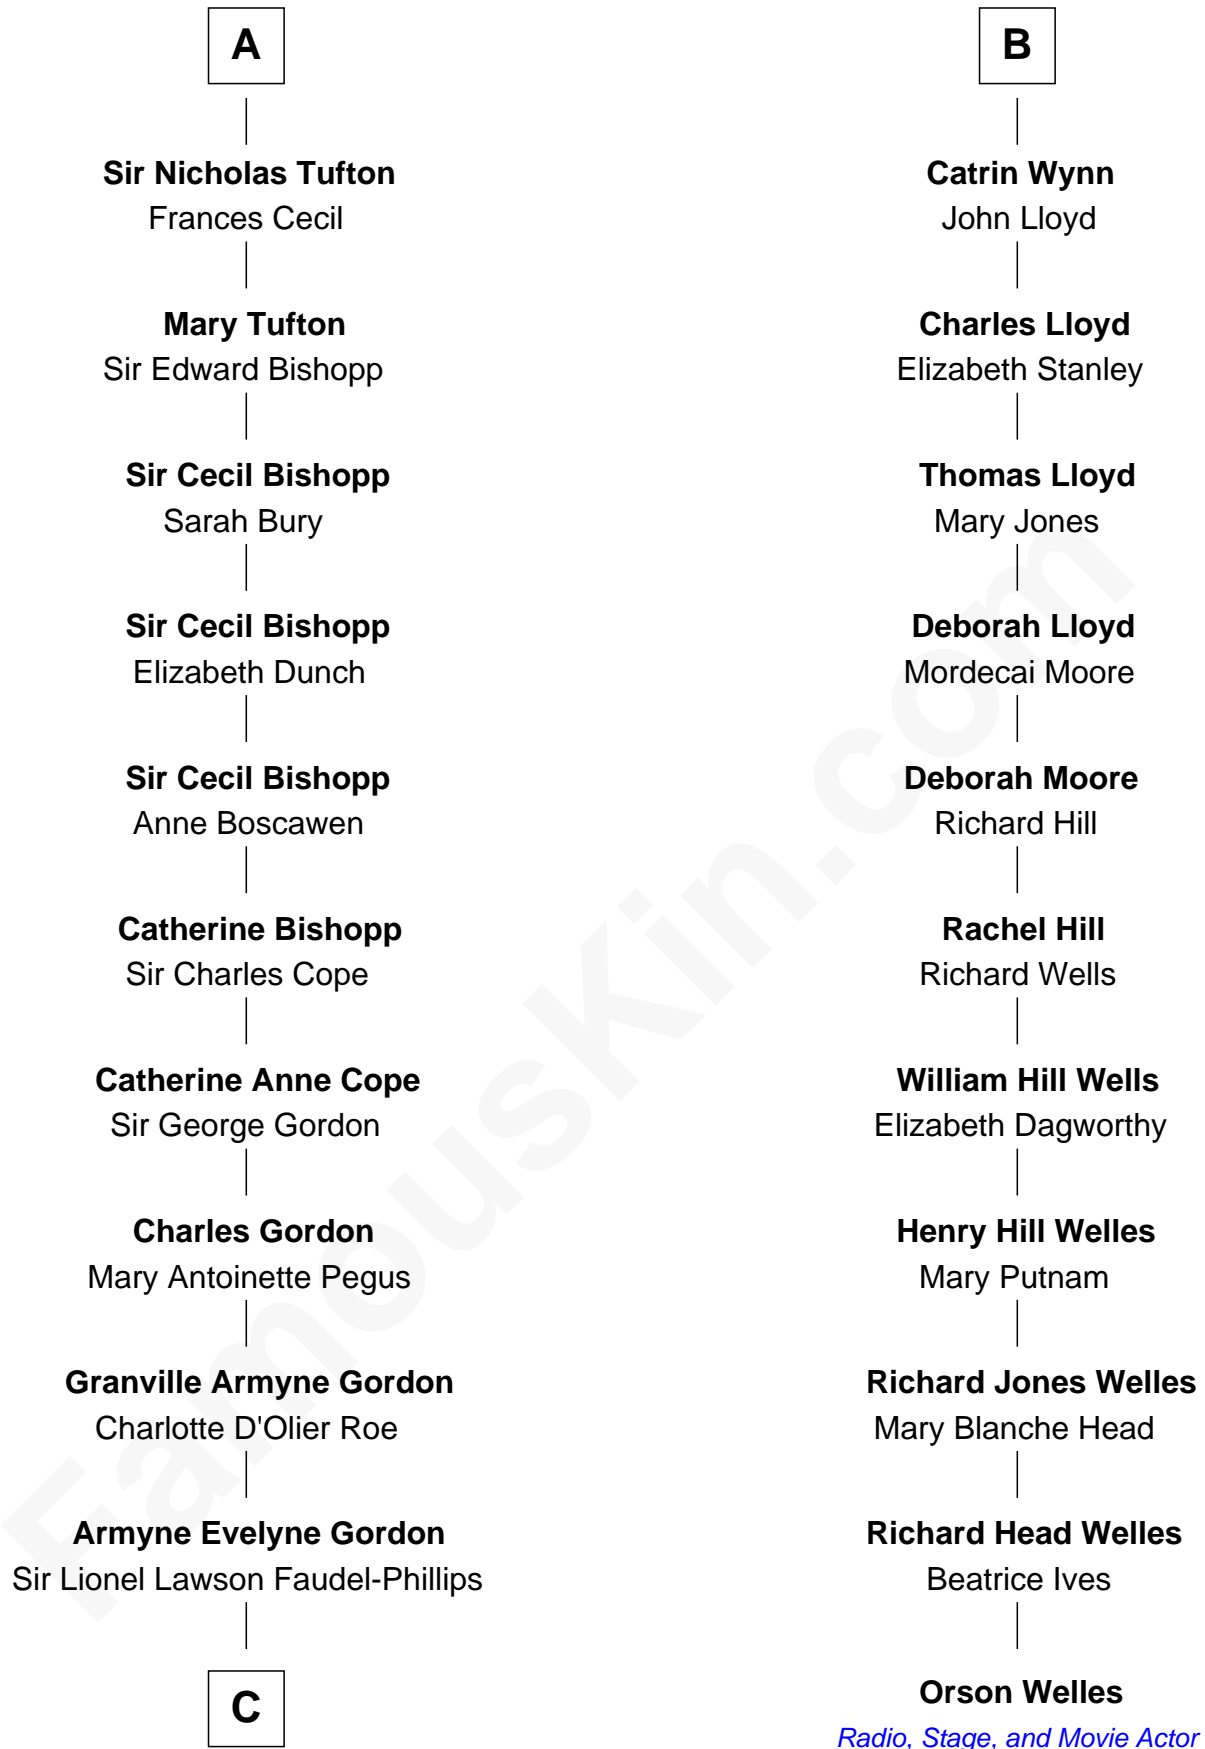 A
Sir Nicholas Tufton
Frances Cecil
Mary Tufton
Sir Edward Bishopp
Sir Cecil Bishopp
Sarah Bury
Sir Cecil Bishopp
Elizabeth Dunch
Sir Cecil Bishopp
Anne Boscawen
Catherine Bishopp
Sir Charles Cope
Catherine Anne Cope
Sir George Gordon
Charles Gordon
Mary Antoinette Pegus
Granville Armyne Gordon
Charlotte D'Olier Roe
Armyne Evelyne Gordon
Sir Lionel Lawson Faudel-Phillips
C
B
Catrin Wynn
John Lloyd
Charles Lloyd
Elizabeth Stanley
Thomas Lloyd
Mary Jones
Deborah Lloyd
Mordecai Moore
Deborah Moore
Richard Hill
Rachel Hill
Richard Wells
William Hill Wells
Elizabeth Dagworthy
Henry Hill Welles
Mary Putnam
Richard Jones Welles
Mary Blanche Head
Richard Head Welles
Beatrice Ives
Orson Welles
Radio, Stage, and Movie Actor
FamousKin.com